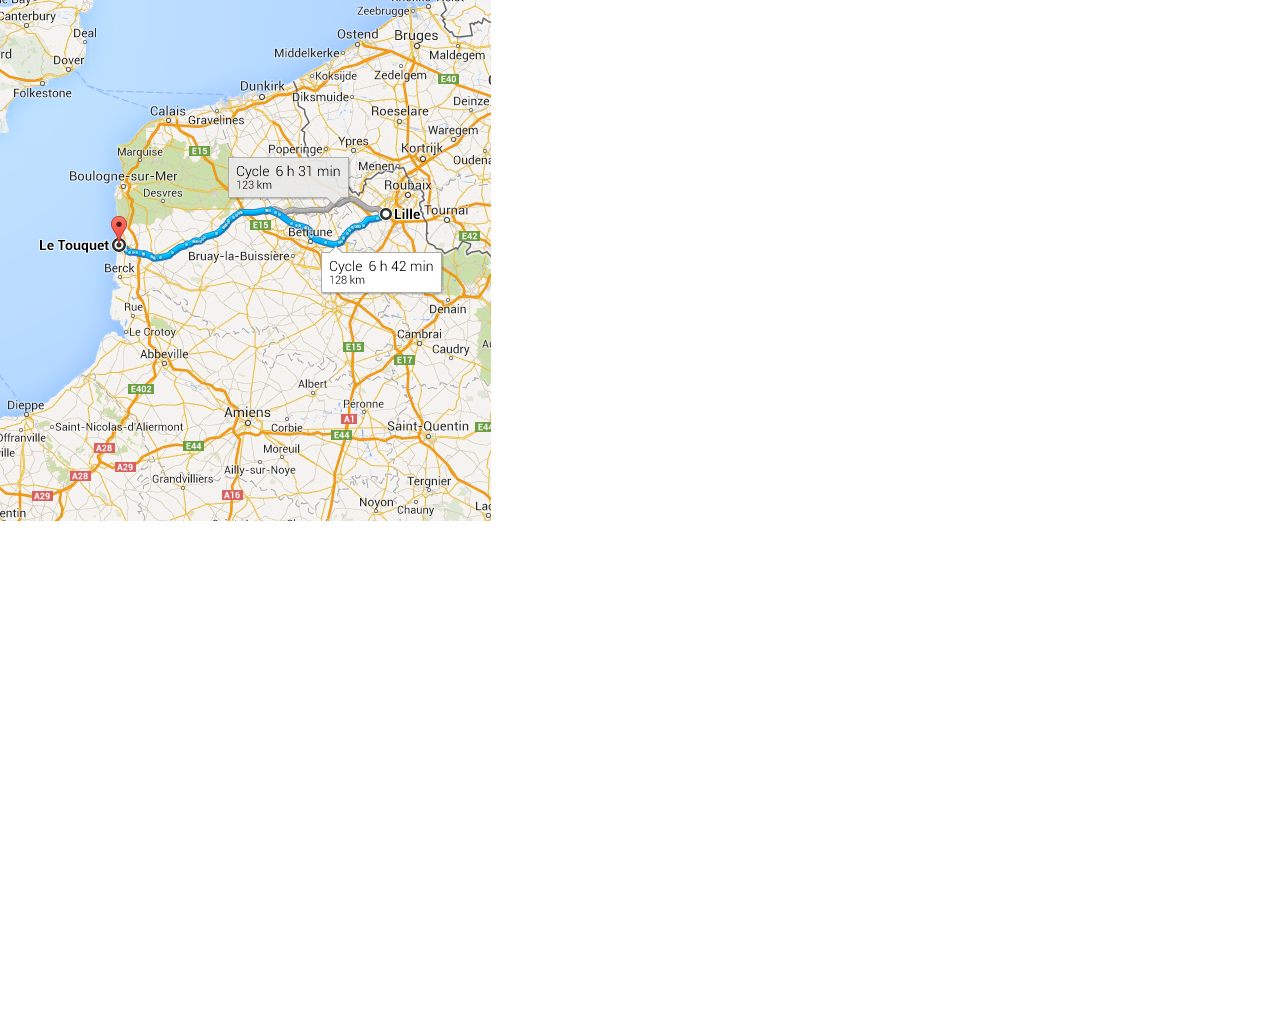 Zeebrugge
Canterbury
Deal
Ostend
Bruges
Middelkerke
Maldegem
Dover
Koksijde
Zedelgem
E40
Folkestone
Dunkirk
Diksmuide
Deinze
Calais
Gravelines
Roeselare
Waregem
Ypres
Marquise
E15
Poperinge
Kortrijk
Menen
Cycle 6 h 31 min
123 km
Boulogne-sur-Mer
Desvres
Roubaix
Lille
Tournai
E15
Béthune
E42
Le Touquet
Bruay-la-Buissière
Berck
Cycle 6 h 42 min
128 km
Rue
Denain
Le Crotoy
Cambrai
E15
Caudry
Abbeville
E17
E402
Albert
Dieppe
Péronne
Amiens
A1
Saint-Nicolas-d'Aliermont
Corbie
Saint-Quentin
E44
E44
E44
Offranville
A28
Moreuil
A29
Ailly-sur-Noye
A28
Grandvilliers
Tergnier
A29
A16
Noyon
Chauny